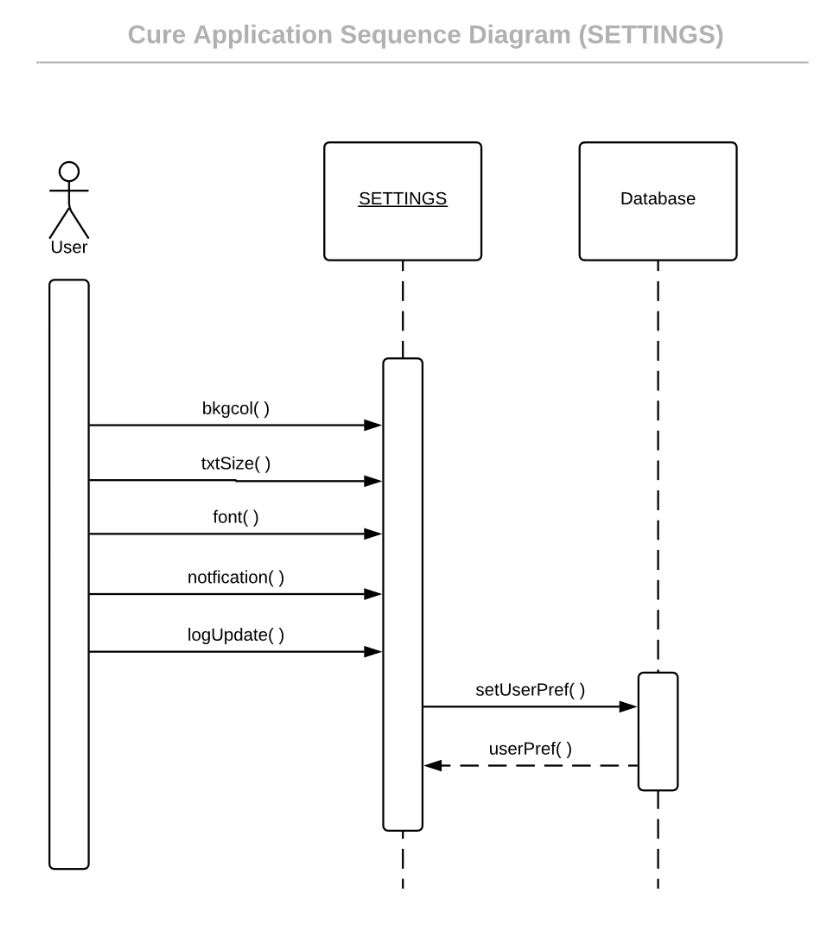 Cure Application Sequence Diagram (SETTINGS)
SETTINGS
Database
User
bkgcol( )
txtSize( )
font( )
notfication( )
logUpdate( )
setUserPref( )
userPref( )